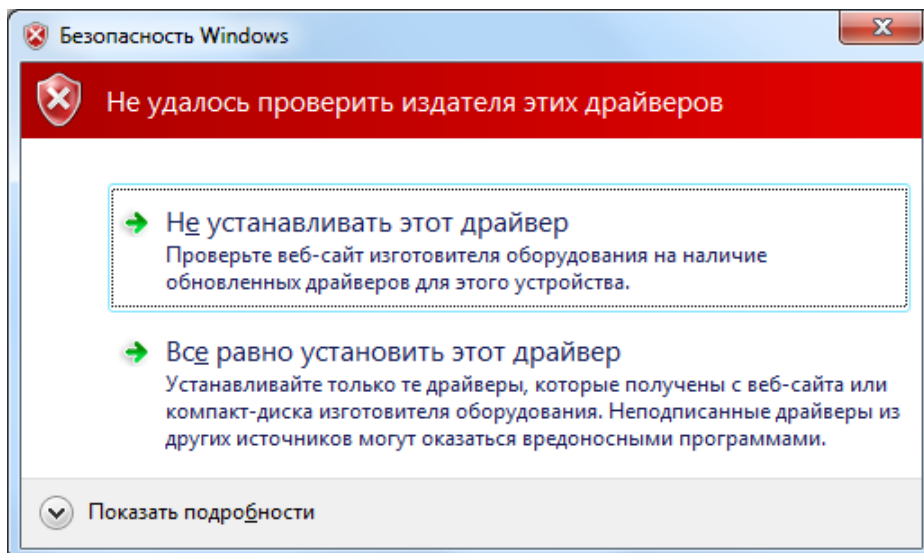 Безопасность Windows
Не удалось проверить издателя этих драйверов
Не устанавливать этот драйвер
Проверьте веб-сайт изготовителя оборудования на наличие
обновленных драйверов для этого устройства.
Все равно установить этот драйвер
Устанавливайте только те драйверы, которые получены с веб-сайта или
компакт-диска изготовителя оборудования. Неподписанные драйверы из
других источников могут оказаться вредоносными программами.
Показать подробности